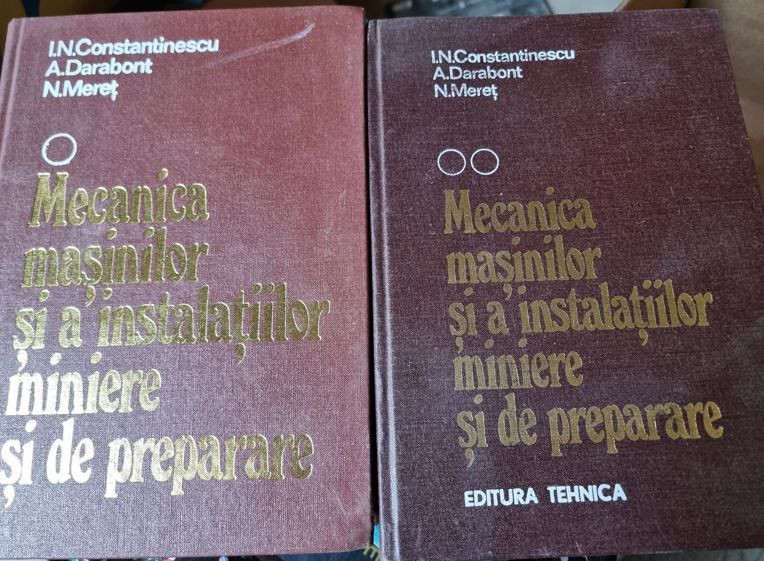 I.N.Constantinescu
A.Darabont
N.Mereț
Mecanica
mașinilor
și a instalațiilor
miniere
și de preparare
I.N.Constantinescu
A.Darabont
N.Mereț
Mecanica
mașinilor
și a instalațiilor
miniere
și de preparare
EDITURA TEHNICA